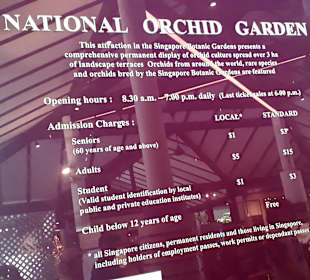 NATIONAL ORCHID GARDEN
This attraction in the Singapore Botanic Gardens presents a
comprehensive permanent display of orchid culture spread over 3 ha
of landscape terraces Orchids from around the world, rare species
and orchids bred by the Singapore Botanic Gardens are featured
Opening hours : 8.30 a.m. – 7.00 p.m. daily (Last ticket sales at 6.00 p.m.)
Admission Charges : LOCAL* STANDARD
Seniors $1
(60 years of age and above)
Adults $5 $15
Student $1
(Valid student identification by local
public and private education institutes)
Child below 12 years of age Free
* all Singapore citizens, permanent residents and those living in Singapore,
including holders of employment passes, work permits or dependant passes